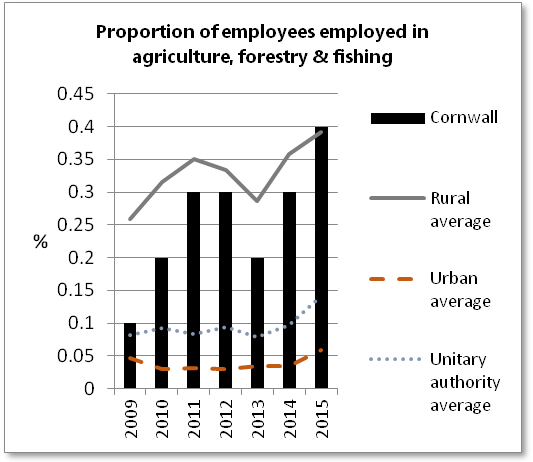 Proportion of employees employed in
agriculture, forestry & fishing
0.45
0.4
0.35
0.3
0.25
0.2
0.15
0.1
0.05
0
%
2009
2010
2011
2012
2013
2014
2015
Cornwall
Rural
average
Urban
average
Unitary
authority
average